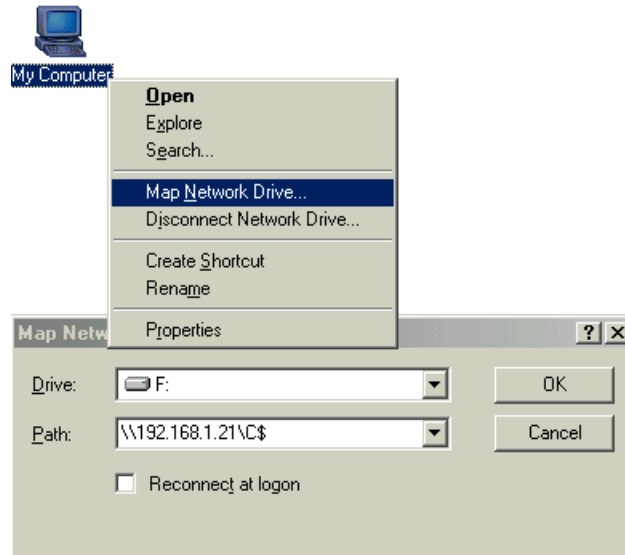 My Computer
Open
Explore
Search...
Map Network Drive...
Disconnect Network Drive...
Create Shortcut
Rename
Properties
Map Netw
Drive:
F:
OK
Path:
\\192.168.1.21\C$
Cancel
Reconnect at logon